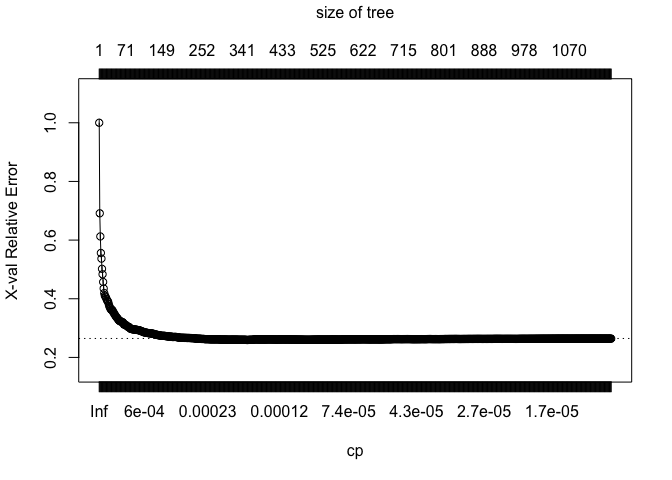 size of tree
1 71 149 252 341 433 525 622 715 801 888 978 1070
X-val Relative Error
1.0
0.8
0.6
0.4
0.2
Inf 6e-04 0.00023 0.00012 7.4e-05 4.3e-05 2.7e-05 1.7e-05
cp